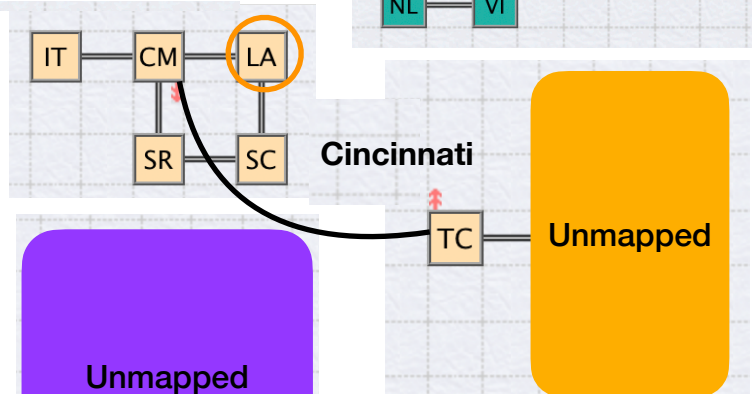 NL VI
IT CM LA
SR SC
Cincinnati
TC Unmapped
Unmapped